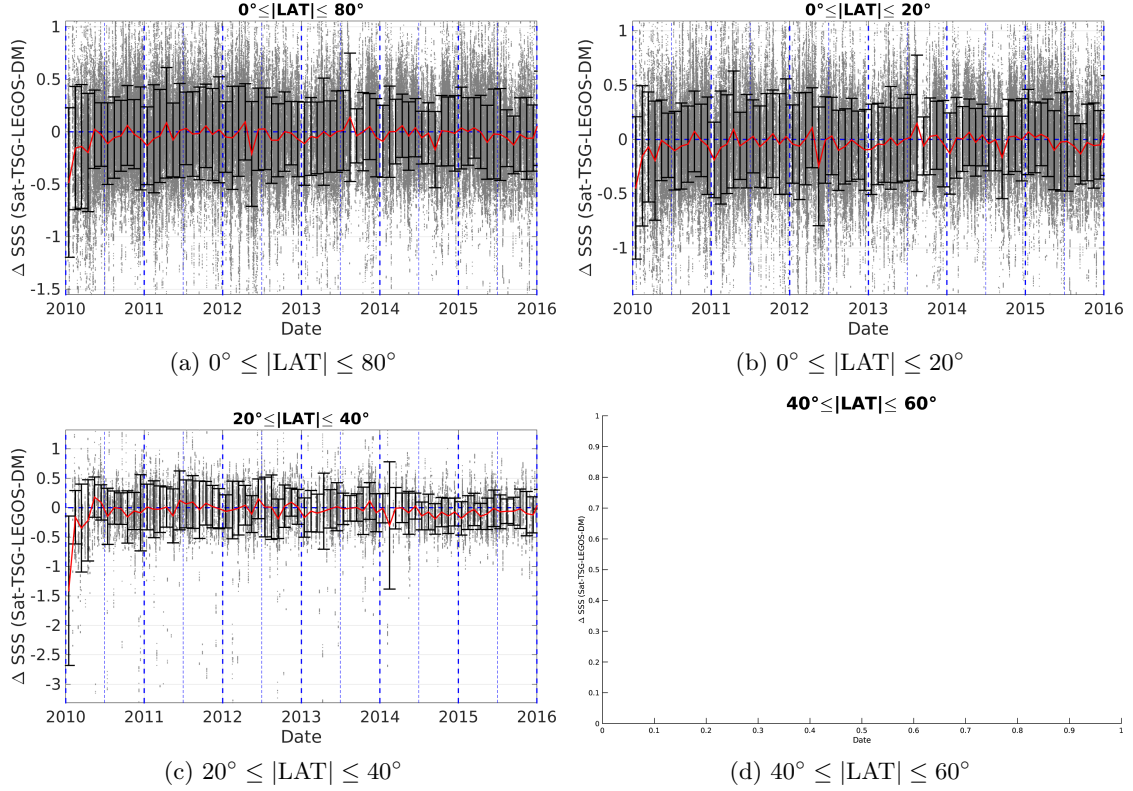 0°≤|LAT|≤ 80°
Δ SSS (Sat-TSG-LEGOS-DM)
1
0.5
0
-0.5
-1
-1.5
2010 2011 2012 2013 2014 2015 2016
Date
(a) 0° ≤ |LAT| ≤ 80°
0°≤|LAT|≤ 20°
Δ SSS (Sat-TSG-LEGOS-DM)
1
0.5
0
-0.5
-1
2010 2011 2012 2013 2014 2015 2016
Date
(b) 0° ≤ |LAT| ≤ 20°
20°≤|LAT|≤ 40°
Δ SSS (Sat-TSG-LEGOS-DM)
1
0.5
0
-0.5
-1
-1.5
-2
-2.5
-3
2010 2011 2012 2013 2014 2015 2016
Date
(c) 20° ≤ |LAT| ≤ 40°
40°≤|LAT|≤ 60°
Δ SSS (Sat-TSG-LEGOS-DM)
1
0.9
0.8
0.7
0.6
0.5
0.4
0.3
0.2
0.1
0
0 0.1 0.2 0.3 0.4 0.5 0.6 0.7 0.8 0.9 1
Date
(d) 40° ≤ |LAT| ≤ 60°